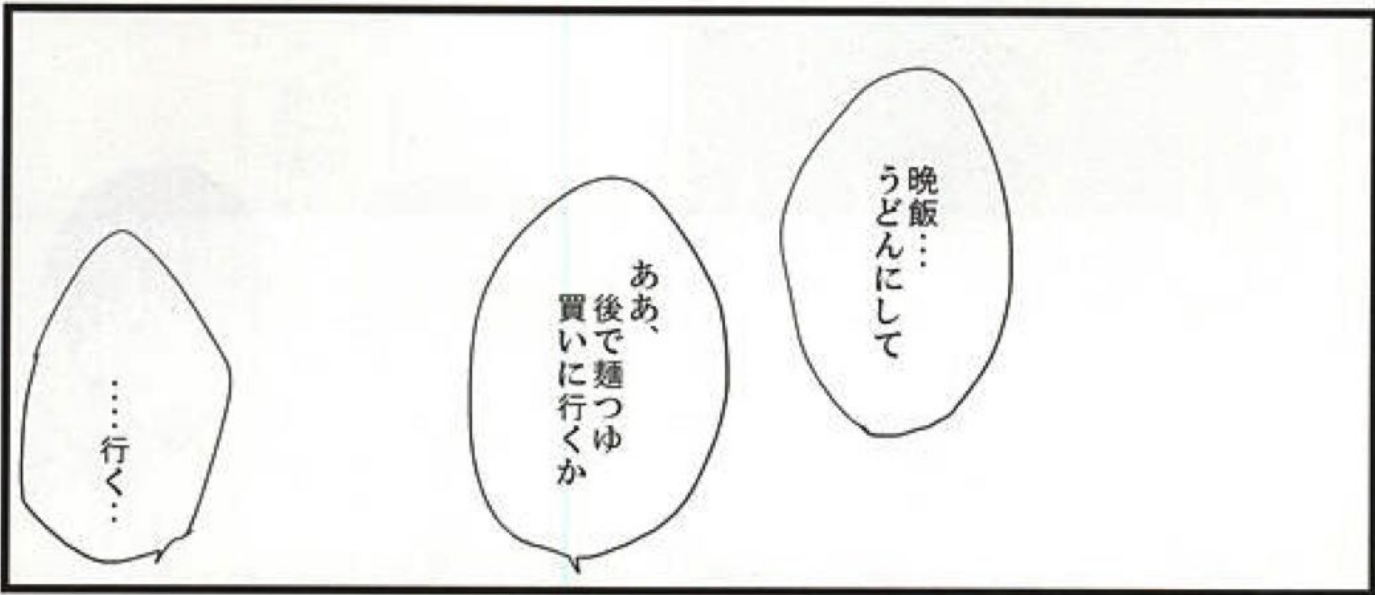 晩飯…
うどんにして
ああ、
後で麺つゆ
買いに行くか
……行く…